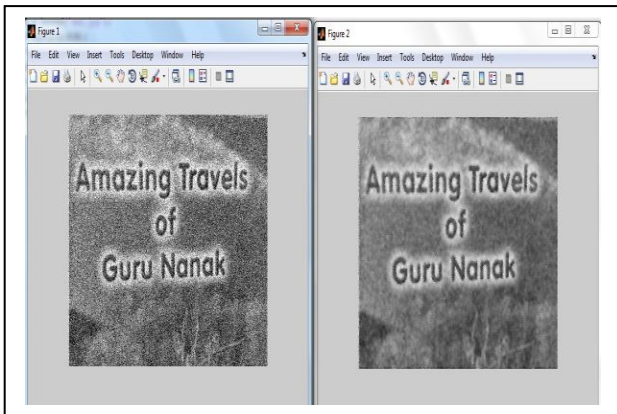 Figure 1
File Edit View Insert Tools Desktop Window Help
Amazing Travels
of
Guru Nanak
Figure 2
File Edit View Insert Tools Desktop Window Help
Amazing Travels
of
Guru Nanak